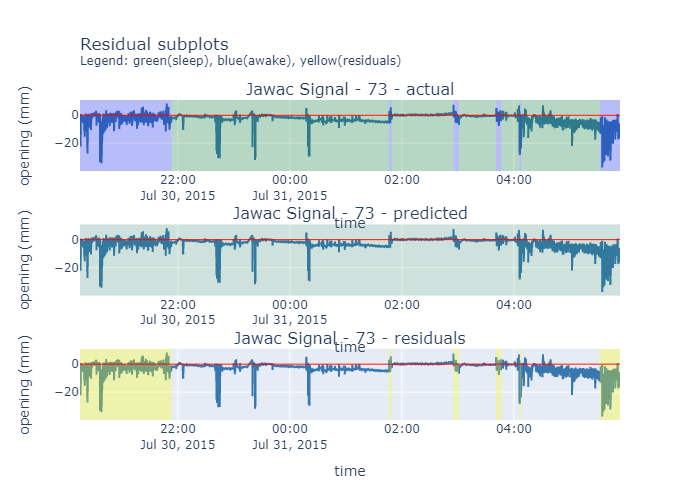 Residual subplots
Legend: green(sleep), blue(awake), yellow(residuals)
Jawac Signal - 73 - actual
opening (mm)
0
−20
22:00
Jul 30, 2015
00:00
Jul 31, 2015
02:00
04:00
time
Jawac Signal - 73 - predicted
opening (mm)
0
−20
22:00
Jul 30, 2015
00:00
Jul 31, 2015
02:00
04:00
time
Jawac Signal - 73 - residuals
opening (mm)
0
−20
22:00
Jul 30, 2015
00:00
Jul 31, 2015
02:00
04:00
time